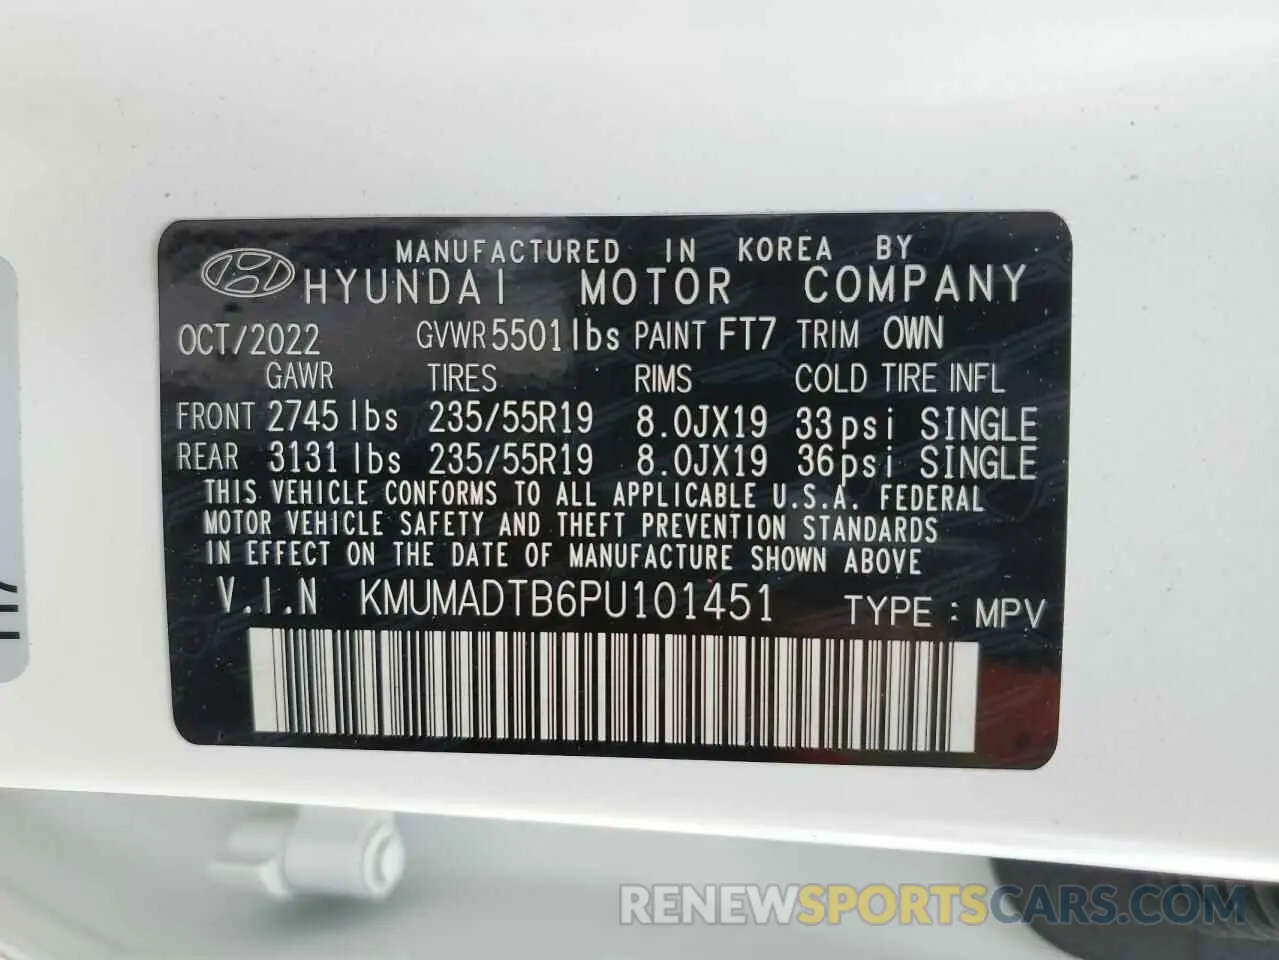 MANUFACTURED IN KOREA BY
HYUNDAI MOTOR COMPANY
OCT/2022 GVWR 5501 lbs PAINT FT7 TRIM OWN
GAWR TIRES RIMS COLD TIRE INFL
FRONT 2745 lbs 235/55R19 8.0JX19 33psi SINGLE
REAR 3131 lbs 235/55R19 8.0JX19 36psi SINGLE
THIS VEHICLE CONFORMS TO ALL APPLICABLE U.S.A. FEDERAL
MOTOR VEHICLE SAFETY AND THEFT PREVENTION STANDARDS
IN EFFECT ON THE DATE OF MANUFACTURE SHOWN ABOVE
V.I.N KMUMADTB6PU101451 TYPE : MPV
RENEWSPORTSCARS.COM